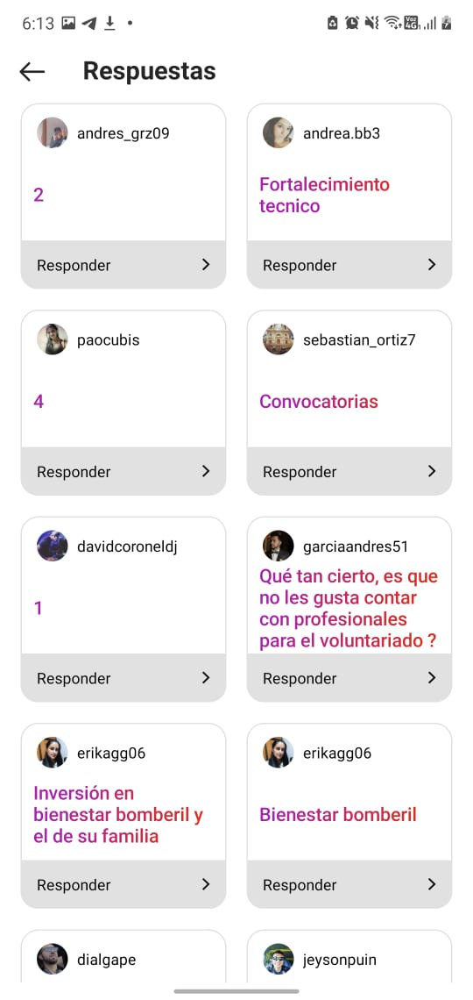 6:13
Respuestas
andres_grz09
2
Responder
andrea.bb3
Fortalecimiento
tecnico
Responder
paocubis
4
Responder
sebastian_ortiz7
Convocatorias
Responder
davidcoroneldj
1
Responder
garciaandres51
Qué tan cierto, es que
no les gusta contar
con profesionales
para el voluntariado ?
Responder
erikagg06
Inversión en
bienestar bomberil y
el de su familia
Responder
erikagg06
Bienestar bomberil
Responder
dialgape
jeysonpuin